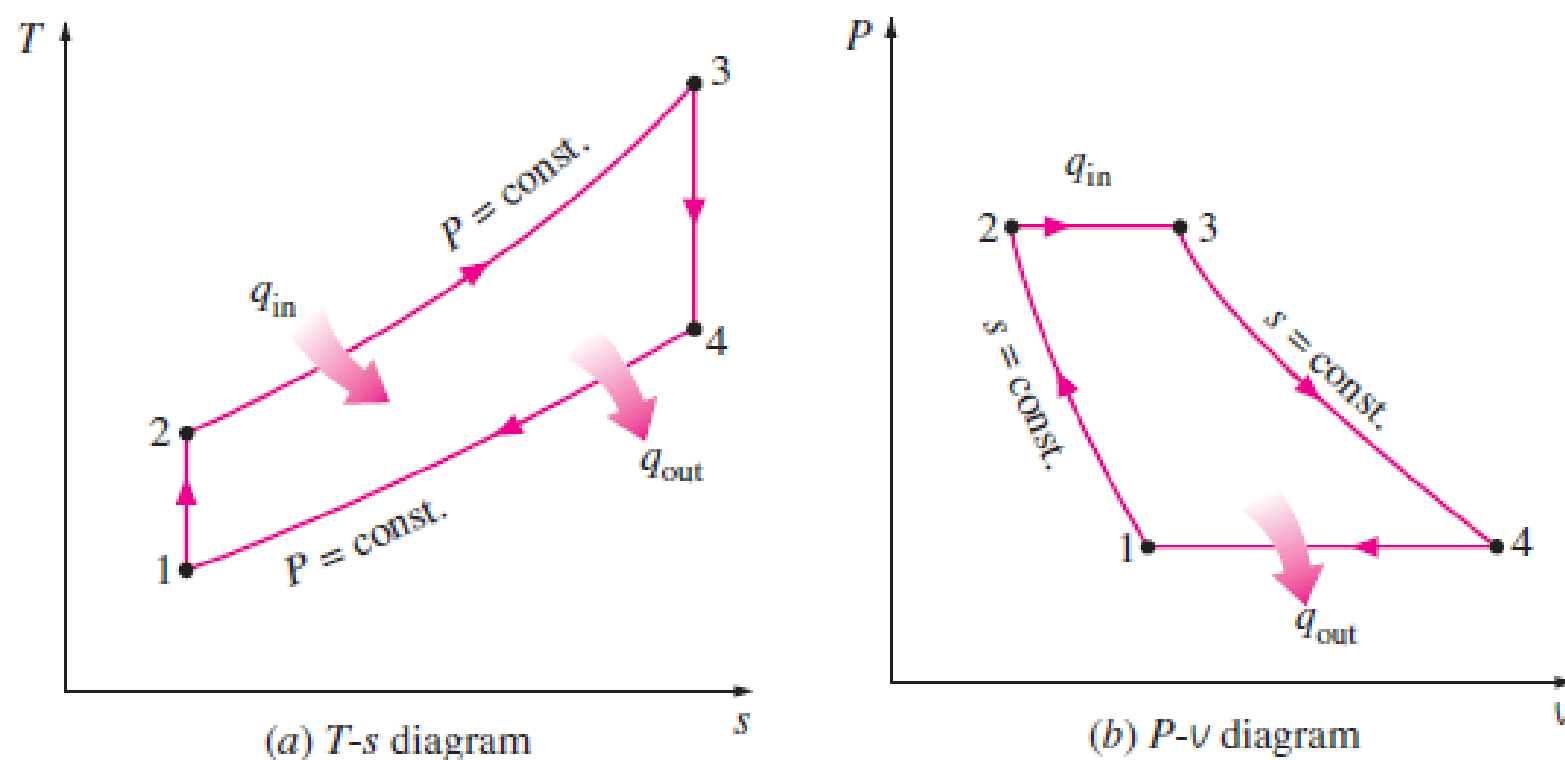 T
3
P = const.
q_in
4
2
q_out
P = const.
1
s
(a) T-s diagram
P
q_in
2
3
s = const.
s = const.
1
4
q_out
(b) P-v diagram